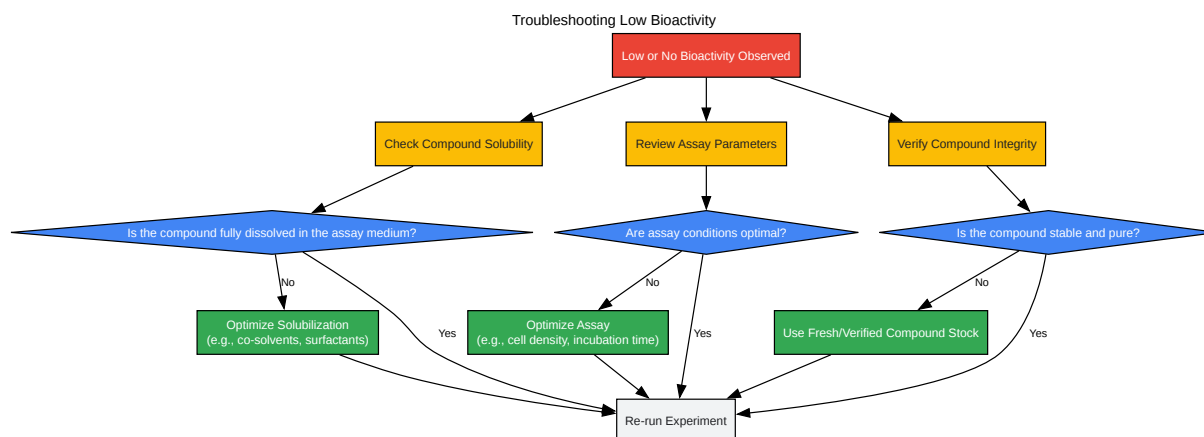 Troubleshooting Low Bioactivity
Low or No Bioactivity Observed
Check Compound Solubility
Review Assay Parameters
Verify Compound Integrity
Is the compound fully dissolved in the assay medium?
Are assay conditions optimal?
Is the compound stable and pure?
No
No
No
Optimize Solubilization
(e.g., co-solvents, surfactants)
Yes
Optimize Assay
(e.g., cell density, incubation time)
Yes
Use Fresh/Verified Compound Stock
Yes
Re-run Experiment